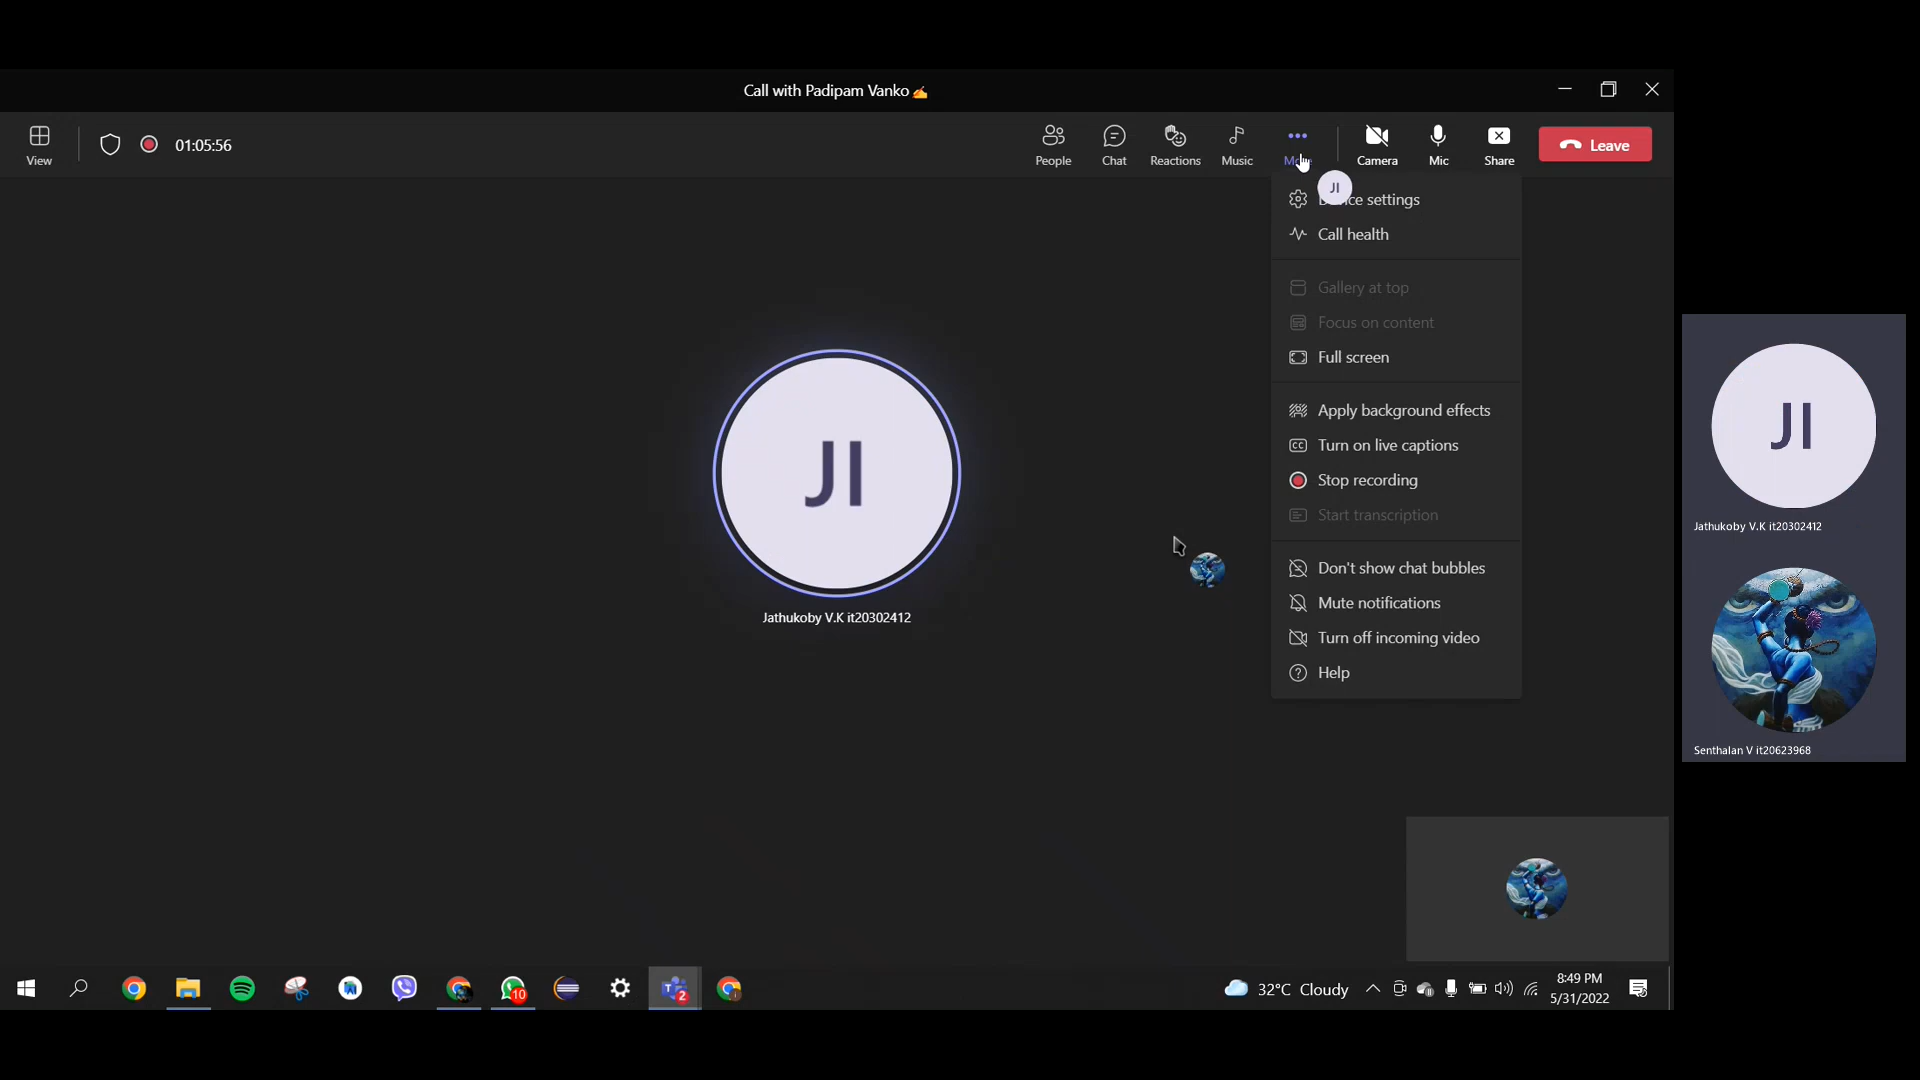 Call with Padipam Vanko✍
View
01:05:56
People
Chat
Reactions
Music
Camera
Mic
Share
Leave
JI
settings
Call health
Gallery at top
Focus on content
Full screen
Apply background effects
Turn on live captions
Stop recording
Start transcription
Don't show chat bubbles
Mute notifications
Turn off incoming video
Help
JI
Jathukoby V.K it20302412
JI
Jathukoby V.K it20302412
Senthalan V it20623968
10
2
32°C Cloudy
8:49 PM
5/31/2022